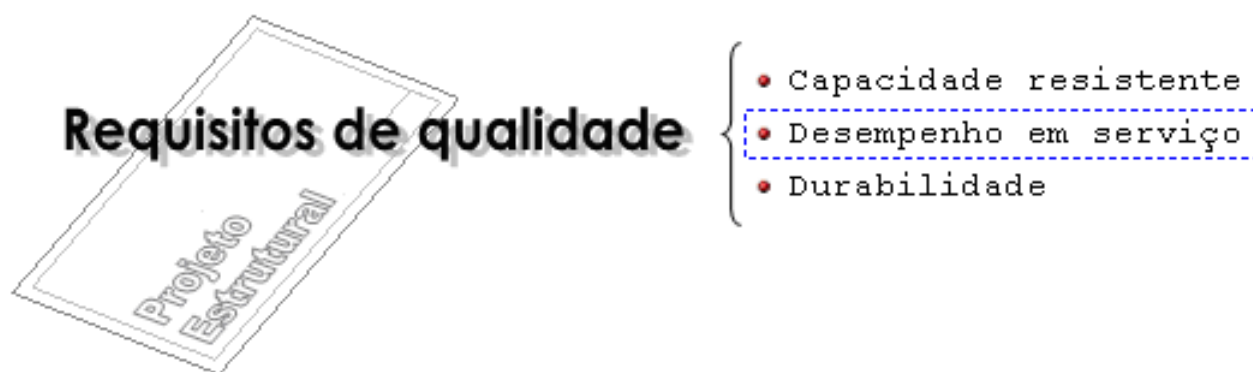 Requisitos de qualidade
Capacidade resistente
Desempenho em serviço
Durabilidade
Projeto
Estrutural